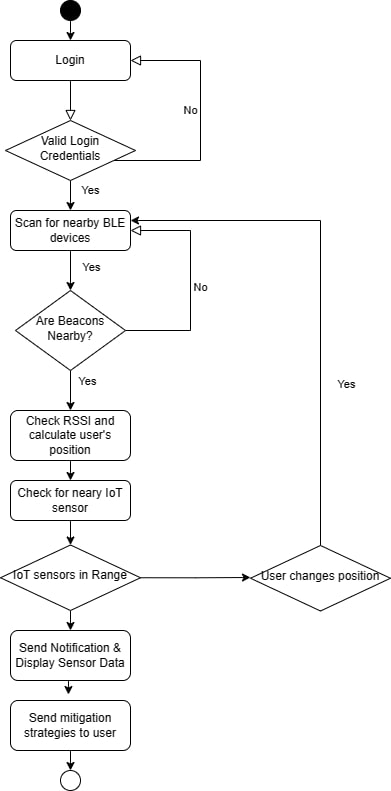 Login
No
Valid Login
Credentials
Yes
Scan for nearby BLE
devices
Yes
No
Are Beacons
Nearby?
Yes
Yes
Check RSSI and
calculate user's
position
Check for neary IoT
sensor
IoT sensors in Range
User changes position
Send Notification &
Display Sensor Data
Send mitigation
strategies to user